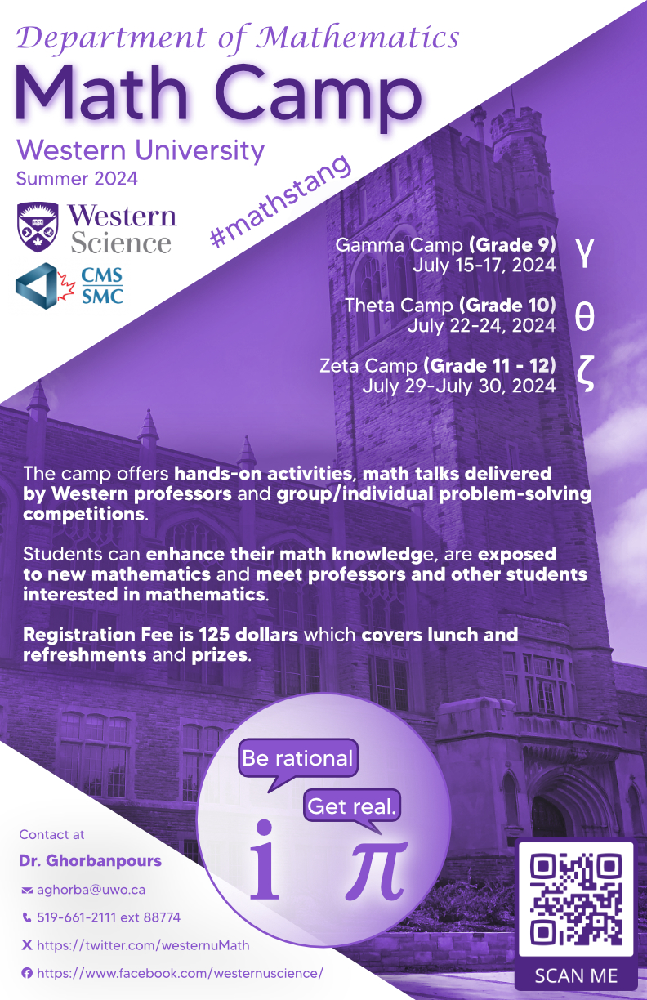 Department of Mathematics
Math Camp
Western University
Summer 2024
#mathstang
Western
Science
CMS
SMC
Gamma Camp (Grade 9)
July 15-17, 2024
γ
Theta Camp (Grade 10)
July 22-24, 2024
θ
Zeta Camp (Grade 11 - 12)
July 29-July 30, 2024
ζ
The camp offers hands-on activities, math talks delivered
by Western professors and group/individual problem-solving
competitions.
Students can enhance their math knowledge, are exposed
to new mathematics and meet professors and other students
interested in mathematics.
Registration Fee is 125 dollars which covers lunch and
refreshments and prizes.
Be rational
Get real.
i π
Contact at
Dr. Ghorbanpours
aghorba@uwo.ca
519-661-2111 ext 88774
https://twitter.com/westernuMath
https://www.facebook.com/westernuscience/
SCAN ME